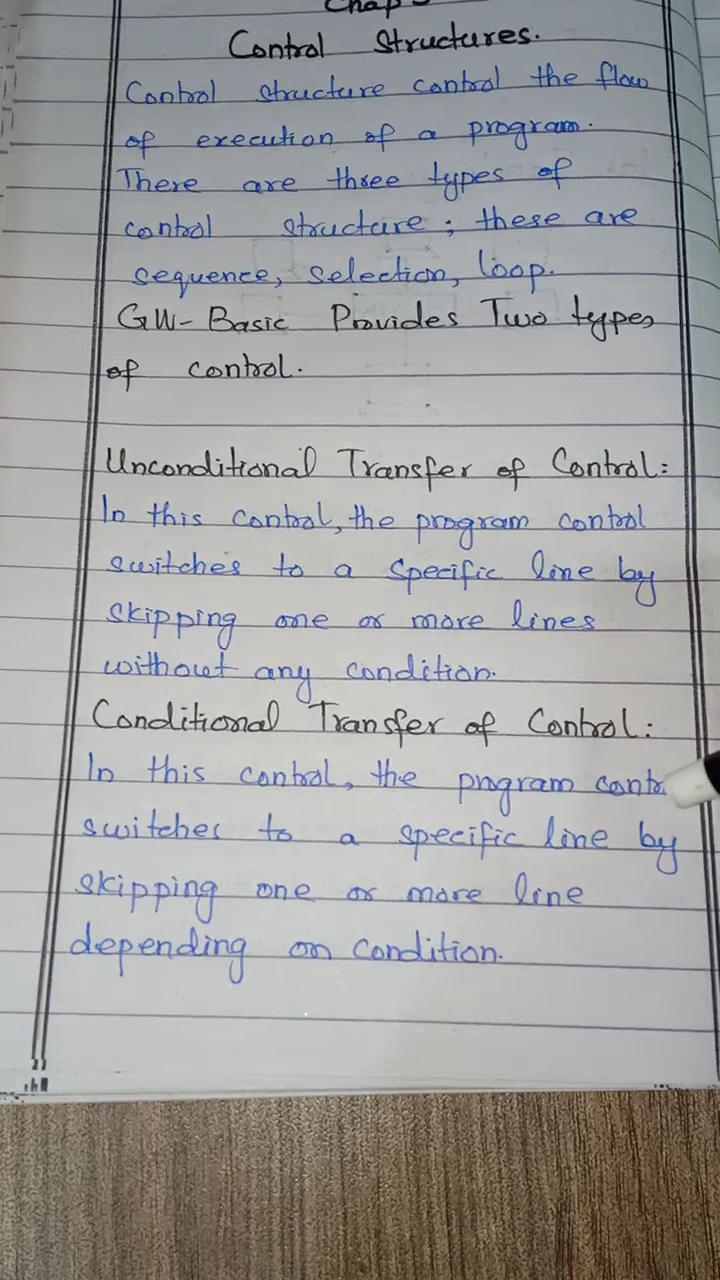 Chap
Control Structures.
Control structure control the flow
of execution of a program.
There are three types of
control structure; these are
sequence, selection, loop.
GW-Basic Provides Two types
of control.
Unconditional Transfer of Control:
In this control, the program control
switches to a specific line by
skipping one or more lines
without any condition.
Conditional Transfer of Control:
In this control, the program contr
switches to a specific line by
skipping one or more line
depending on condition.